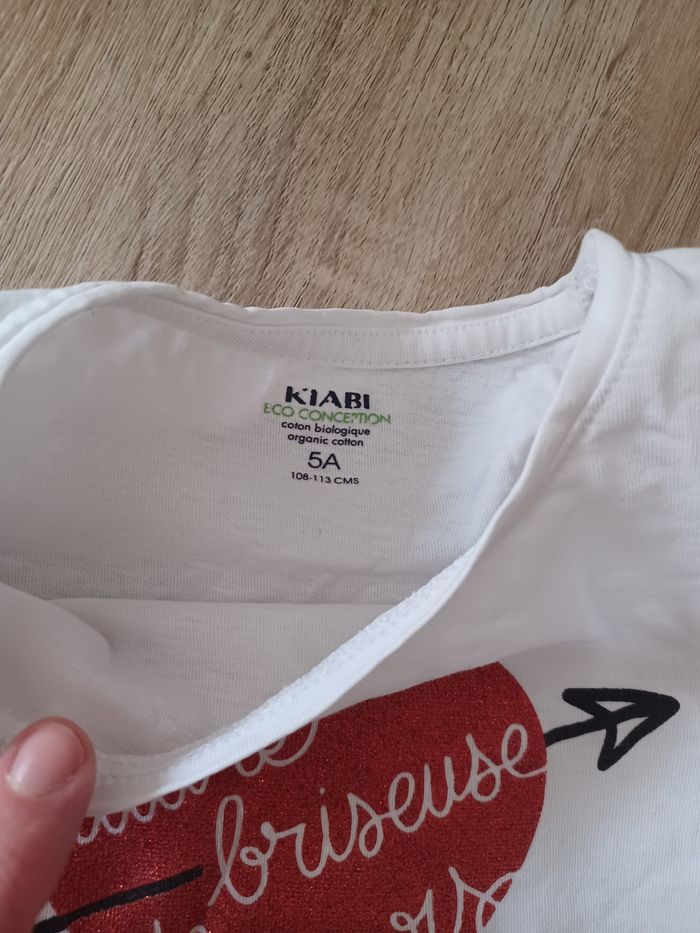 KIABI
ECO CONCEPTION
coton biologique
organic cotton
5A
108-113 CMS
briseuse